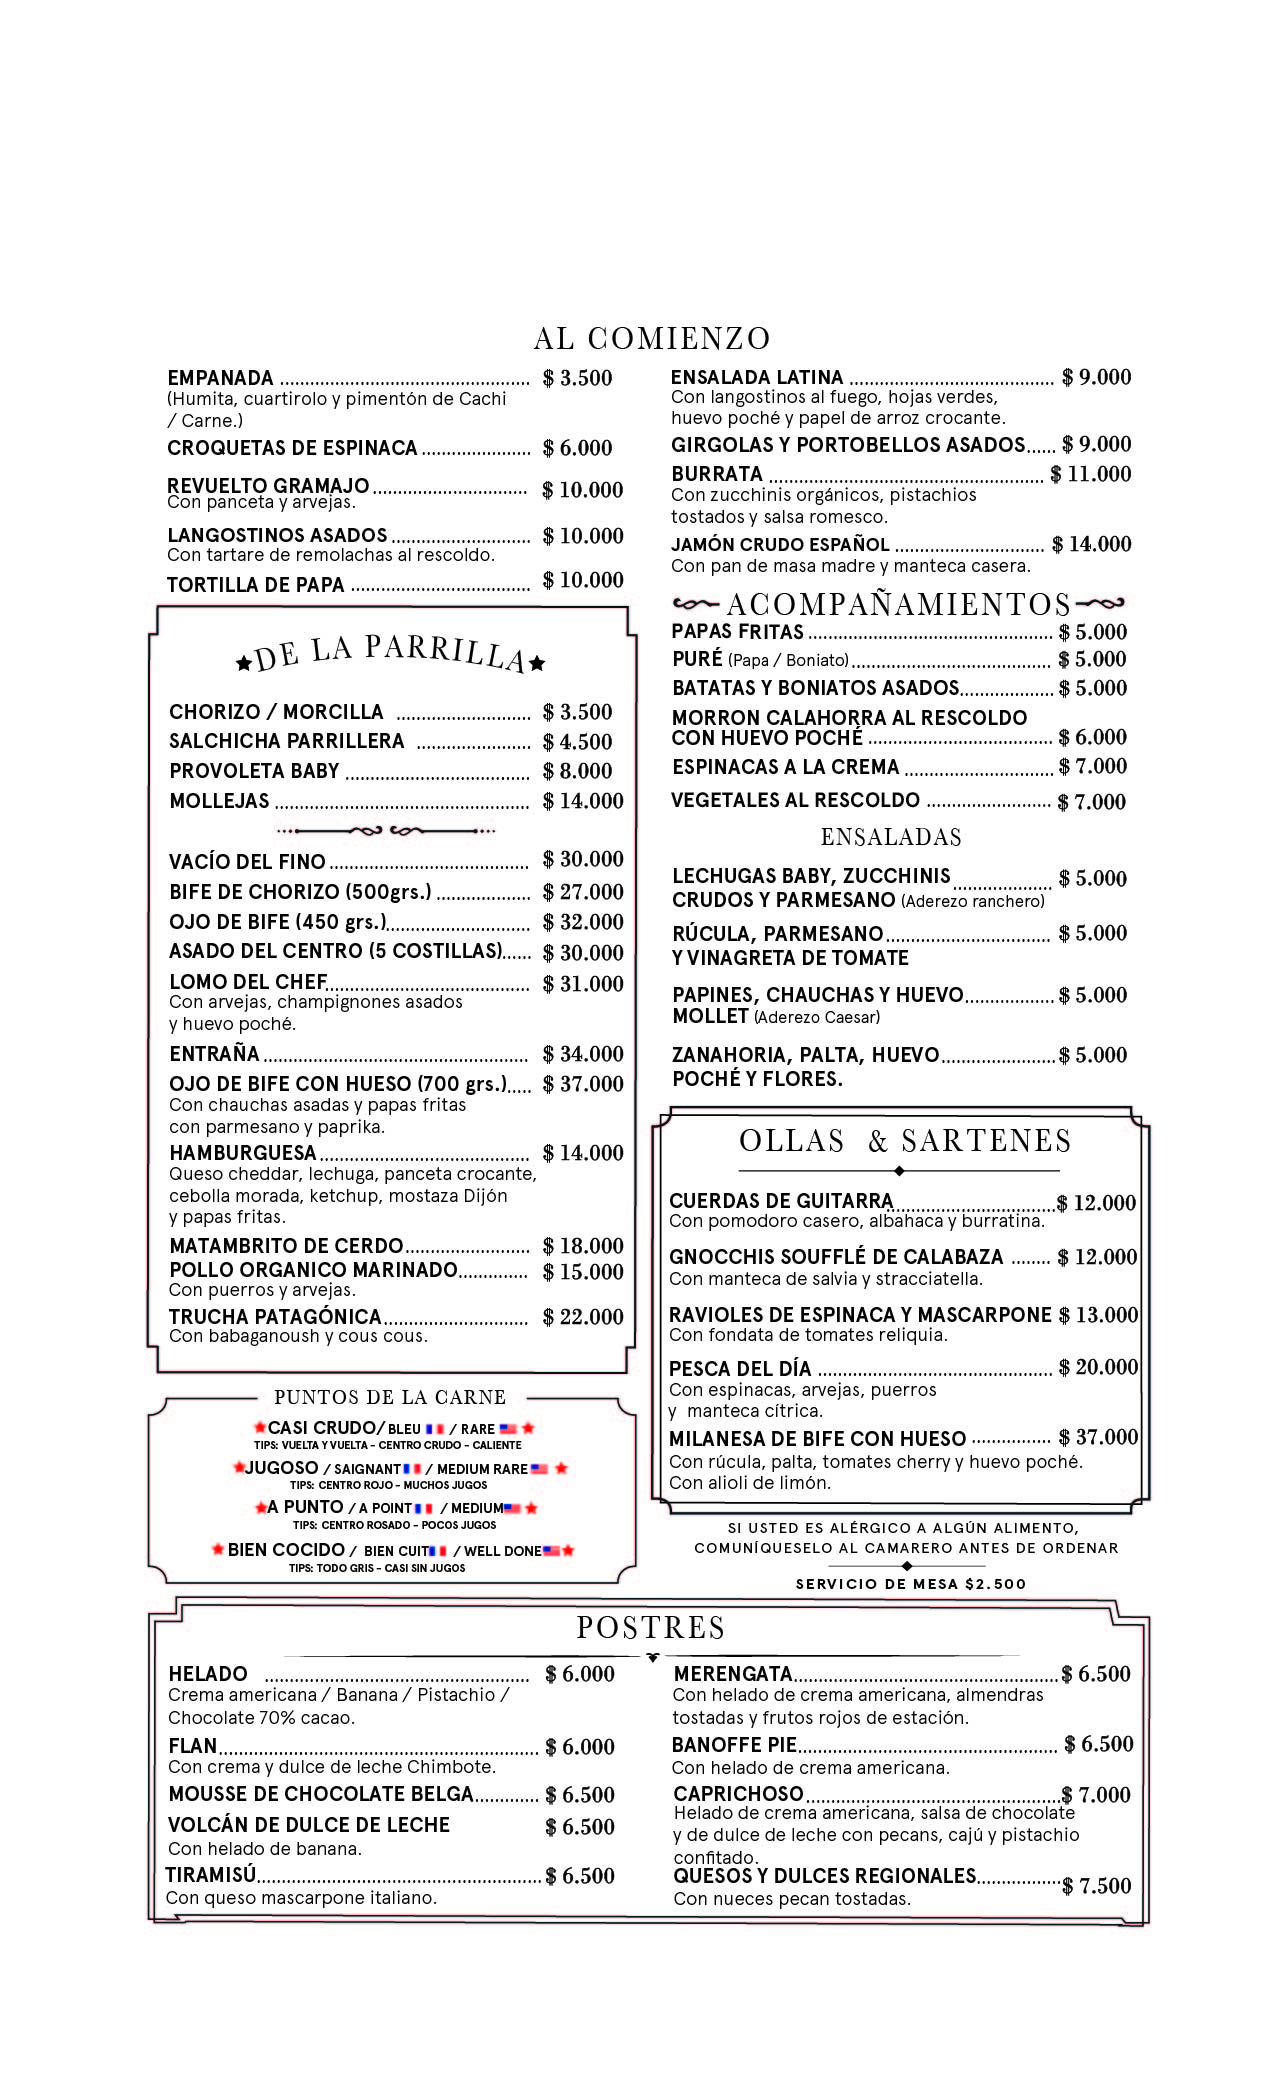 AL COMIENZO
EMPANADA ........ $ 3.500
(Humita, cuartirolo y pimentón de Cachi
/ Carne.)
CROQUETAS DE ESPINACA ........ $ 6.000
REVUELTO GRAMAJO ........ $ 10.000
Con panceta y arvejas.
LANGOSTINOS ASADOS ........ $ 10.000
Con tartare de remolachas al rescoldo.
TORTILLA DE PAPA ........ $ 10.000
ENSALADA LATINA ........ $ 9.000
Con langostinos al fuego, hojas verdes,
huevo poché y papel de arroz crocante.
GIRGOLAS Y PORTOBELLOS ASADOS...... $ 9.000
BURRATA ........ $ 11.000
Con zucchinis orgánicos, pistachios
tostados y salsa romesco.
JAMÓN CRUDO ESPAÑOL ........ $ 14.000
Con pan de masa madre y manteca casera.
DE LA PARRILLA
CHORIZO / MORCILLA ........ $ 3.500
SALCHICHA PARRILLERA ........ $ 4.500
PROVOLETA BABY ........ $ 8.000
MOLLEJAS ........ $ 14.000
VACÍO DEL FINO ........ $ 30.000
BIFE DE CHORIZO (500grs.) ........ $ 27.000
OJO DE BIFE (450 grs.)........ $ 32.000
ASADO DEL CENTRO (5 COSTILLAS)...... $ 30.000
LOMO DEL CHEF........ $ 31.000
Con arvejas, champignones asados
y huevo poché.
ENTRAÑA ........ $ 34.000
OJO DE BIFE CON HUESO (700 grs.)..... $ 37.000
Con chauchas asadas y papas fritas
con parmesano y paprika.
HAMBURGUESA ........ $ 14.000
Queso cheddar, lechuga, panceta crocante,
cebolla morada, ketchup, mostaza Dijón
y papas fritas.
MATAMBRITO DE CERDO........ $ 18.000
POLLO ORGANICO MARINADO........ $ 15.000
Con puerros y arvejas.
TRUCHA PATAGÓNICA........ $ 22.000
Con babaganoush y cous cous.
ACOMPAÑAMIENTOS
PAPAS FRITAS ........ $ 5.000
PURÉ (Papa / Boniato)........ $ 5.000
BATATAS Y BONIATOS ASADOS........ $ 5.000
MORRON CALAHORRA AL RESCOLDO
CON HUEVO POCHÉ ........ $ 6.000
ESPINACAS A LA CREMA ........ $ 7.000
VEGETALES AL RESCOLDO ........ $ 7.000
ENSALADAS
LECHUGAS BABY, ZUCCHINIS ........ $ 5.000
CRUDOS Y PARMESANO (Aderezo ranchero)
RÚCULA, PARMESANO........ $ 5.000
Y VINAGRETA DE TOMATE
PAPINES, CHAUCHAS Y HUEVO........ $ 5.000
MOLLET (Aderezo Caesar)
ZANAHORIA, PALTA, HUEVO........ $ 5.000
POCHÉ Y FLORES.
OLLAS & SARTENES
CUERDAS DE GUITARRA........ $ 12.000
Con pomodoro casero, albahaca y burratina.
GNOCCHIS SOUFFLÉ DE CALABAZA ........ $ 12.000
Con manteca de salvia y stracciatella.
RAVIOLES DE ESPINACA Y MASCARPONE $ 13.000
Con fondata de tomates reliquia.
PESCA DEL DÍA ........ $ 20.000
Con espinacas, arvejas, puerros
y manteca cítrica.
MILANESA DE BIFE CON HUESO ........ $ 37.000
Con rúcula, palta, tomates cherry y huevo poché.
Con alioli de limón.
PUNTOS DE LA CARNE
CASI CRUDO/ BLEU / RARE
TIPS: VUELTA Y VUELTA - CENTRO CRUDO - CALIENTE
JUGOSO / SAIGNANT / MEDIUM RARE
TIPS: CENTRO ROJO - MUCHOS JUGOS
A PUNTO / A POINT / MEDIUM
TIPS: CENTRO ROSADO - POCOS JUGOS
BIEN COCIDO / BIEN CUIT / WELL DONE
TIPS: TODO GRIS - CASI SIN JUGOS
SI USTED ES ALÉRGICO A ALGÚN ALIMENTO,
COMUNÍQUESELO AL CAMARERO ANTES DE ORDENAR
SERVICIO DE MESA $2.500
POSTRES
HELADO ........ $ 6.000
Crema americana / Banana / Pistachio /
Chocolate 70% cacao.
FLAN........ $ 6.000
Con crema y dulce de leche Chimbote.
MOUSSE DE CHOCOLATE BELGA........ $ 6.500
VOLCÁN DE DULCE DE LECHE $ 6.500
Con helado de banana.
TIRAMISÚ........ $ 6.500
Con queso mascarpone italiano.
MERENGATA........ $ 6.500
Con helado de crema americana, almendras
tostadas y frutos rojos de estación.
BANOFFE PIE........ $ 6.500
Con helado de crema americana.
CAPRICHOSO........ $ 7.000
Helado de crema americana, salsa de chocolate
y de dulce de leche con pecans, cajú y pistachio
confitado.
QUESOS Y DULCES REGIONALES........ $ 7.500
Con nueces pecan tostadas.